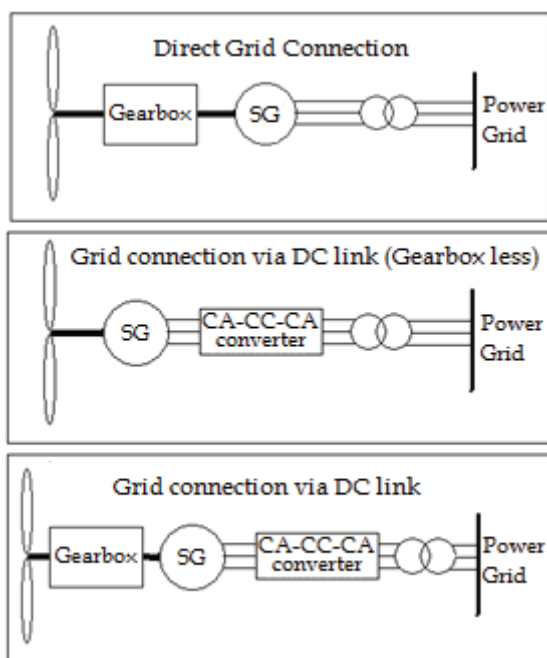 Direct Grid Connection
Gearbox
SG
Power
Grid
Grid connection via DC link (Gearbox less)
SG
CA-CC-CA
converter
Power
Grid
Grid connection via DC link
Gearbox
SG
CA-CC-CA
converter
Power
Grid